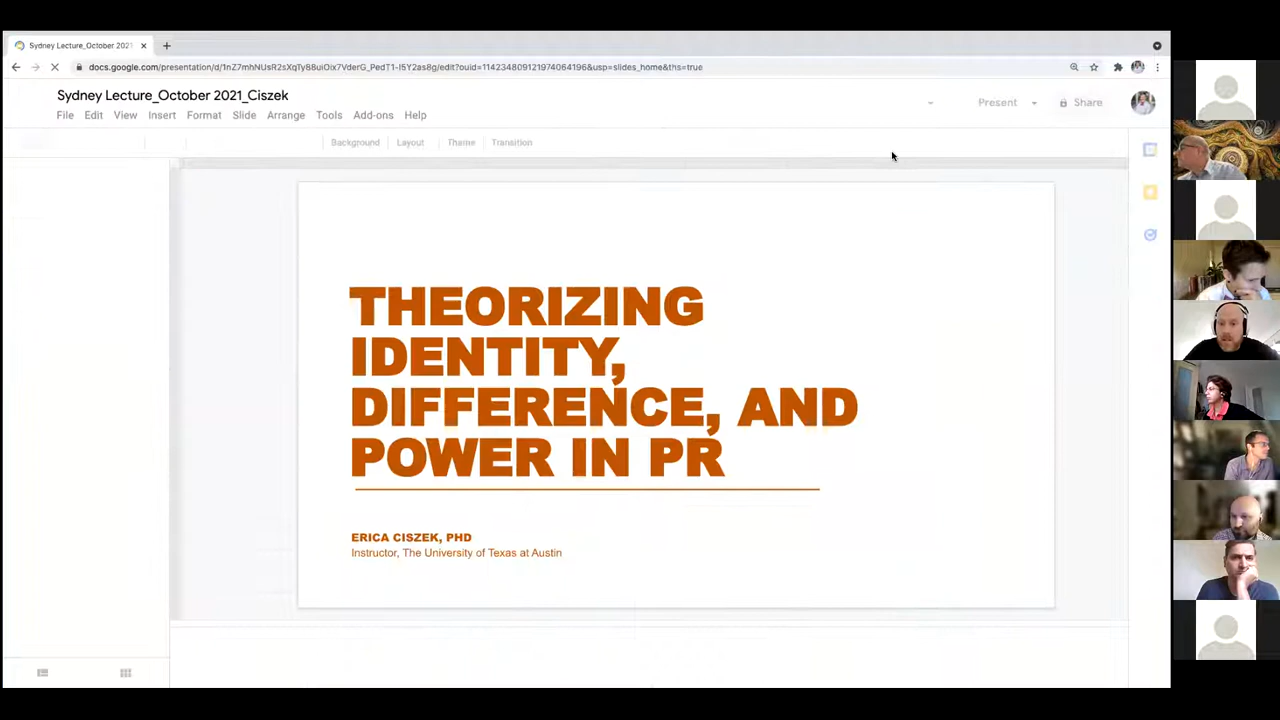 Sydney Lecture_October 2021
docs.google.com/presentation/d/1nZ7mhNUsR2sXqTy88uiOix7VderG_PedT1-I5Y2as8g/edit?ouid=114234809121974064196&usp=slides_home&ths=true
Sydney Lecture_October 2021_Ciszek
File Edit View Insert Format Slide Arrange Tools Add-ons Help
Present Share
Background Layout Theme Transition
THEORIZING
IDENTITY,
DIFFERENCE, AND
POWER IN PR
ERICA CISZEK, PHD
Instructor, The University of Texas at Austin